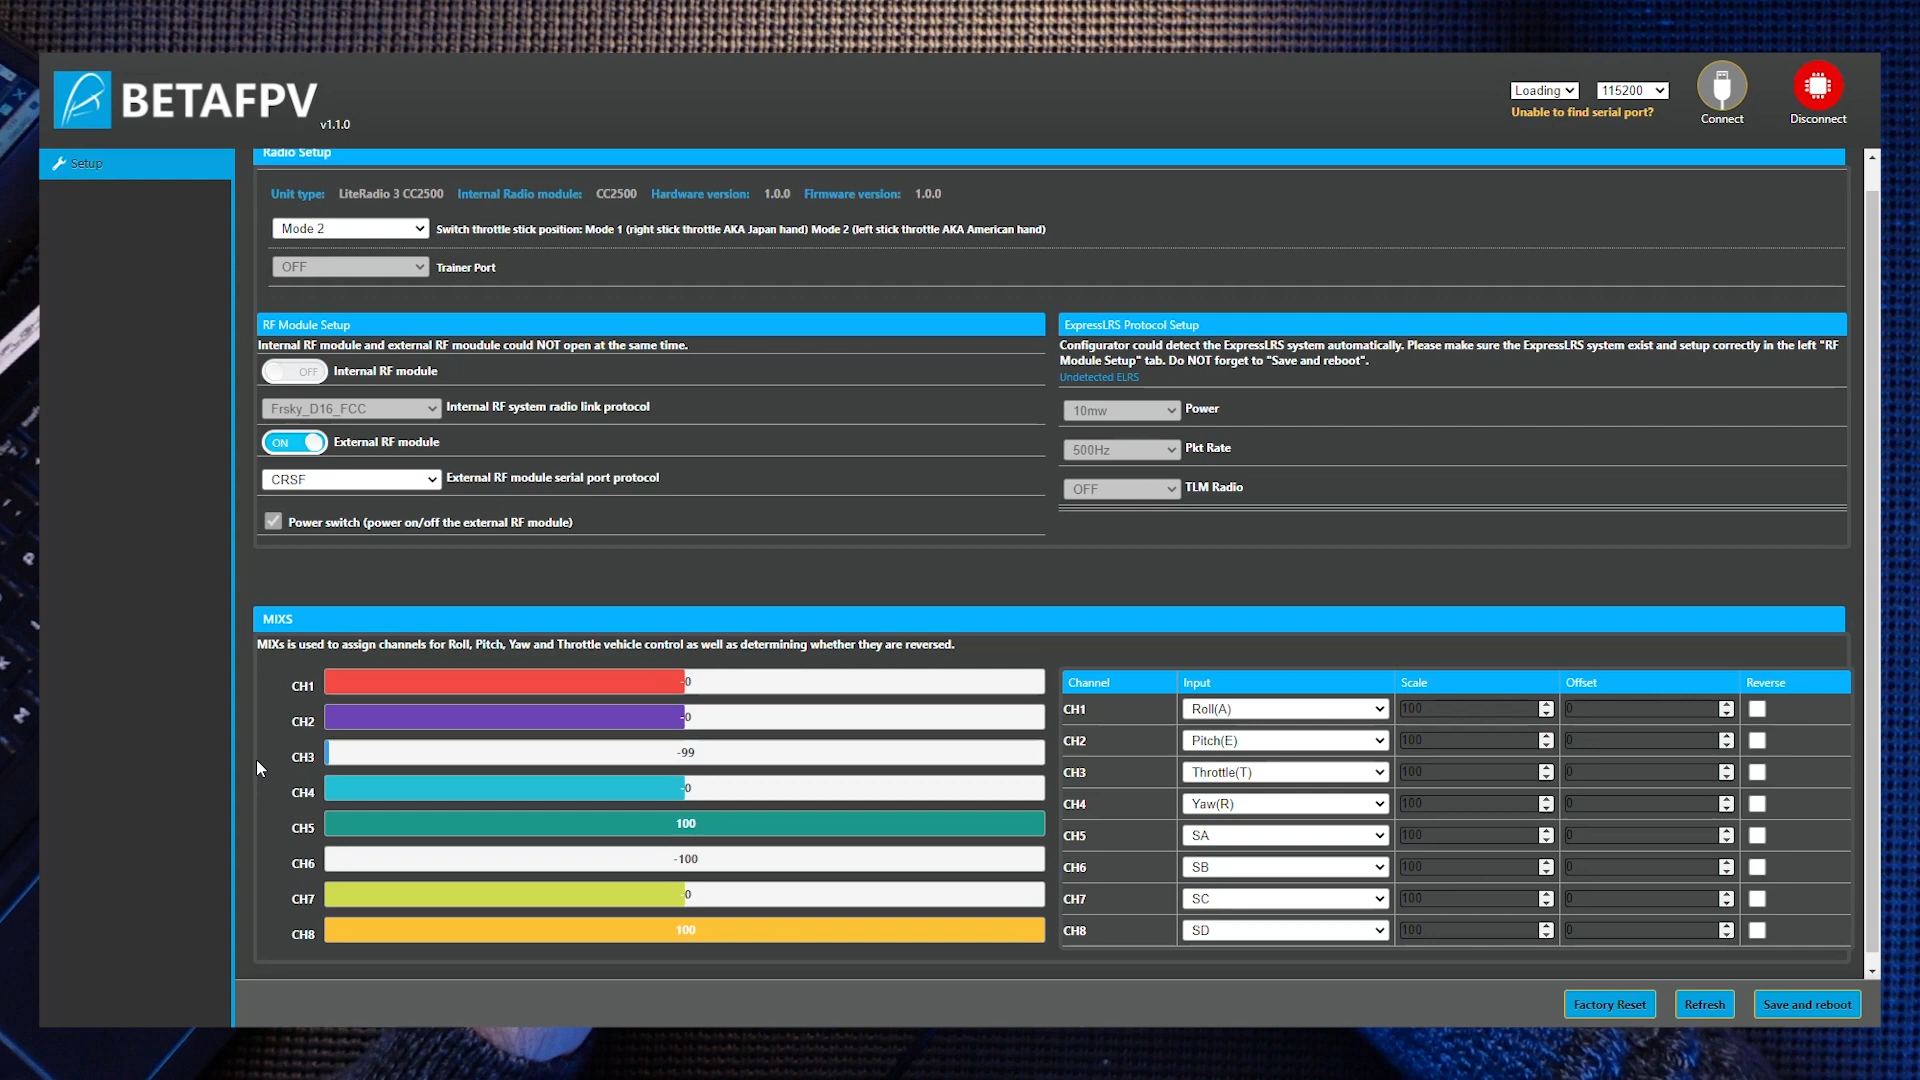 BETAFPV
v1.1.0
Loading
115200
Unable to find serial port?
Connect
Disconnect
Setup
Radio Setup
Unit type: LiteRadio 3 CC2500 Internal Radio module: CC2500 Hardware version: 1.0.0 Firmware version: 1.0.0
Mode 2
Switch throttle stick position: Mode 1 (right stick throttle AKA Japan hand) Mode 2 (left stick throttle AKA American hand)
OFF
Trainer Port
RF Module Setup
Internal RF module and external RF moudule could NOT open at the same time.
OFF
Internal RF module
Frsky_D16_FCC
Internal RF system radio link protocol
ON
External RF module
CRSF
External RF module serial port protocol
Power switch (power on/off the external RF module)
ExpressLRS Protocol Setup
Configurator could detect the ExpressLRS system automatically. Please make sure the ExpressLRS system exist and setup correctly in the left "RF
Module Setup" tab. Do NOT forget to "Save and reboot".
Undetected ELRS
10mw
Power
500Hz
Pkt Rate
OFF
TLM Radio
MIXS
MIXs is used to assign channels for Roll, Pitch, Yaw and Throttle vehicle control as well as determining whether they are reversed.
CH1 -0
CH2 -0
CH3 -99
CH4 -0
CH5 100
CH6 -100
CH7 -0
CH8 100
Channel Input Scale Offset Reverse
CH1 Roll(A) 100 0
CH2 Pitch(E) 100 0
CH3 Throttle(T) 100 0
CH4 Yaw(R) 100 0
CH5 SA 100 0
CH6 SB 100 0
CH7 SC 100 0
CH8 SD 100 0
Factory Reset
Refresh
Save and reboot